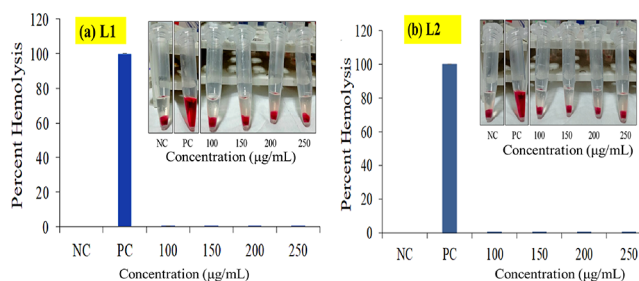 (a) L1
Percent Hemolysis
120
100
80
60
40
20
0
NC PC 100 150 200 250
Concentration (μg/mL)
NC PC 100 150 200 250
Concentration (μg/mL)
(b) L2
Percent Hemolysis
120
100
80
60
40
20
0
NC PC 100 150 200 250
Concentration (μg/mL)
NC PC 100 150 200 250
Concentration (μg/mL)